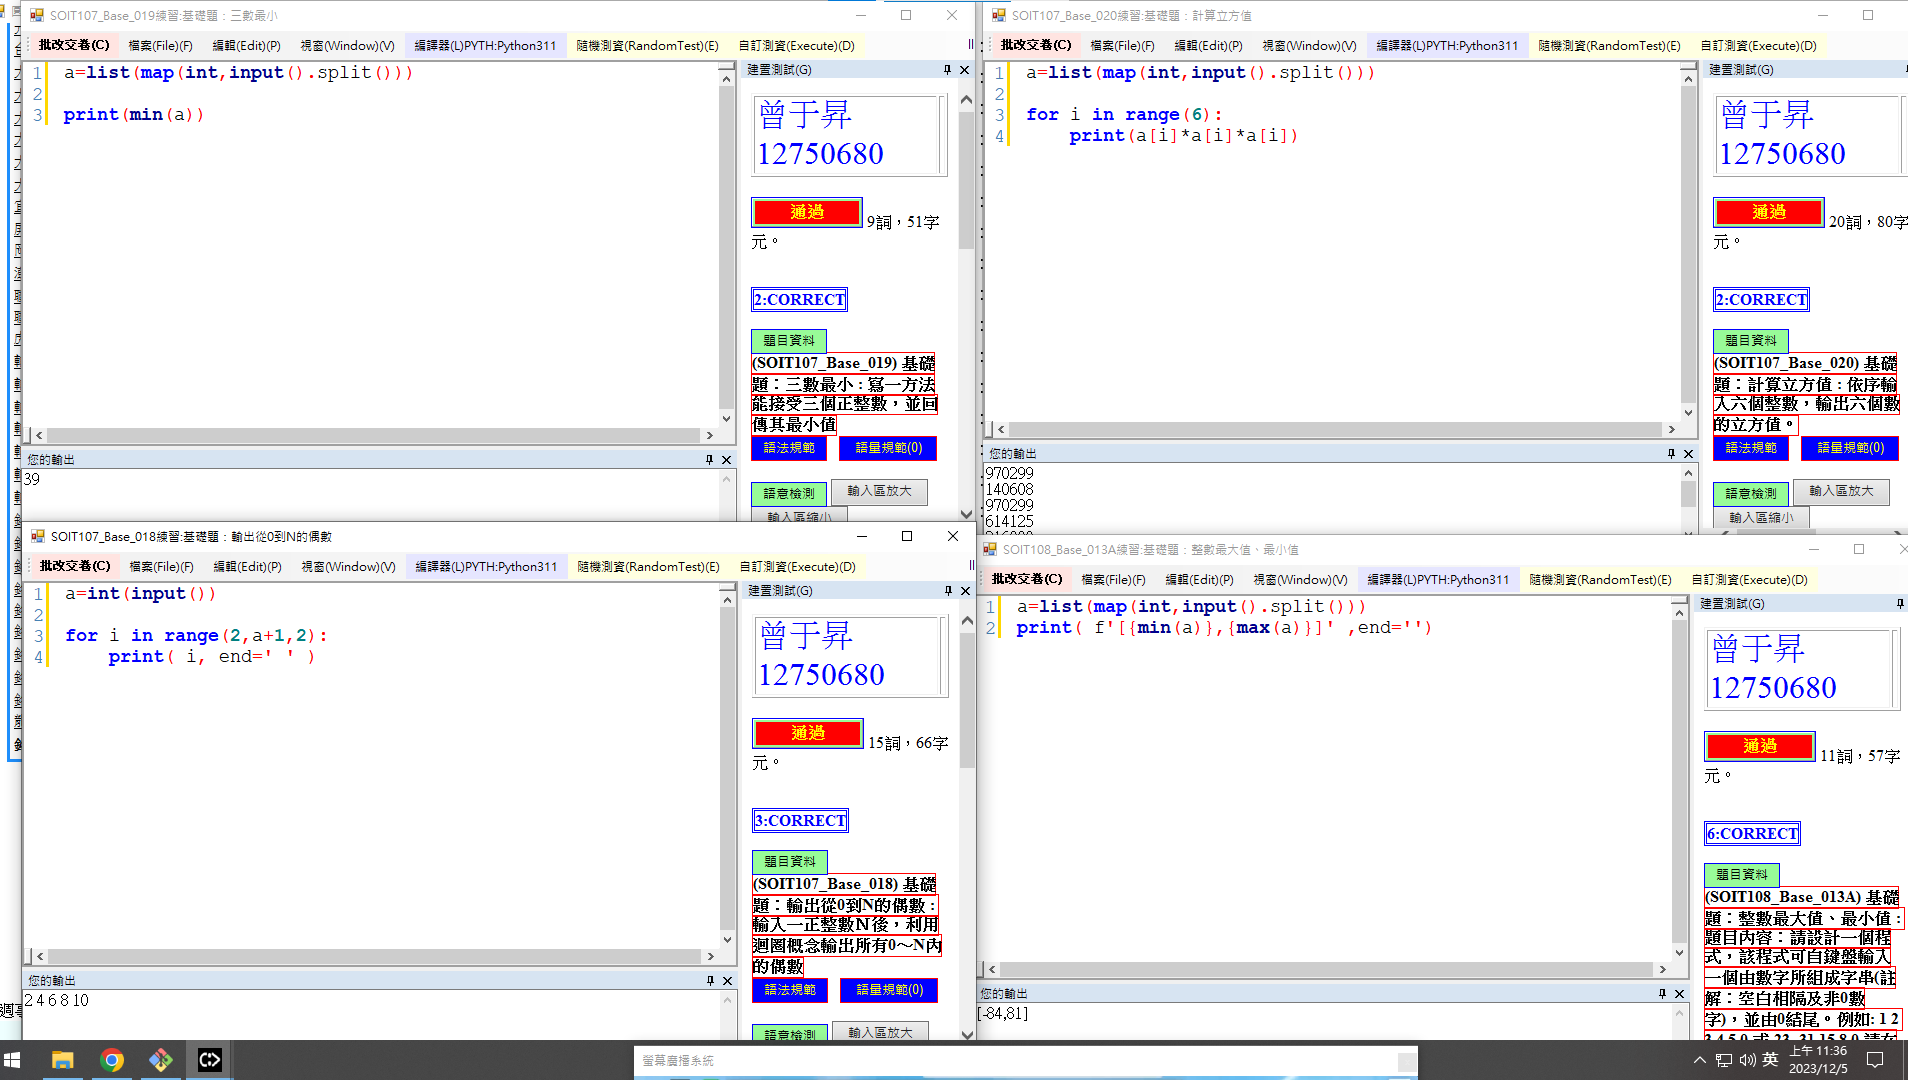 SOIT107_Base_019練習:基礎題：三數最小
批改交卷(C) 檔案(File)(F) 編輯(Edit)(P) 視窗(Window)(V) 編譯器(L)PYTH:Python311 隨機測資(RandomTest)(E) 自訂測資(Execute)(D)
1 a=list(map(int,input().split()))
2
3 print(min(a))
建置測試(G)
曾于昇
12750680
通過 9詞，51字
元。
2:CORRECT
題目資料
(SOIT107_Base_019) 基礎
題：三數最小 : 寫一方法
能接受三個正整數，並回
傳其最小值
語法規範 語量規範(0)
語意檢測 輸入區放大
輸入區縮小
您的輸出
39
SOIT107_Base_020練習:基礎題：計算立方值
批改交卷(C) 檔案(File)(F) 編輯(Edit)(P) 視窗(Window)(V) 編譯器(L)PYTH:Python311 隨機測資(RandomTest)(E) 自訂測資(Execute)(D)
1 a=list(map(int,input().split()))
2
3 for i in range(6):
4     print(a[i]*a[i]*a[i])
建置測試(G)
曾于昇
12750680
通過 20詞，80字
元。
2:CORRECT
題目資料
(SOIT107_Base_020) 基礎
題：計算立方值 : 依序輸
入六個整數，輸出六個數
的立方值。
語法規範 語量規範(0)
語意檢測 輸入區放大
輸入區縮小
您的輸出
970299
140608
970299
614125
SOIT107_Base_018練習:基礎題：輸出從0到N的偶數
批改交卷(C) 檔案(File)(F) 編輯(Edit)(P) 視窗(Window)(V) 編譯器(L)PYTH:Python311 隨機測資(RandomTest)(E) 自訂測資(Execute)(D)
1 a=int(input())
2
3 for i in range(2,a+1,2):
4     print( i, end=' ' )
建置測試(G)
曾于昇
12750680
通過 15詞，66字
元。
3:CORRECT
題目資料
(SOIT107_Base_018) 基礎
題：輸出從0到N的偶數 :
輸入一正整數N後，利用
迴圈概念輸出所有0～N內
的偶數
語法規範 語量規範(0)
語意檢測 輸入區放大
您的輸出
2 4 6 8 10
SOIT108_Base_013A練習:基礎題：整數最大值、最小值
批改交卷(C) 檔案(File)(F) 編輯(Edit)(P) 視窗(Window)(V) 編譯器(L)PYTH:Python311 隨機測資(RandomTest)(E) 自訂測資(Execute)(D)
1 a=list(map(int,input().split()))
2 print( f'[{min(a)},{max(a)}]' ,end='')
建置測試(G)
曾于昇
12750680
通過 11詞，57字
元。
6:CORRECT
題目資料
(SOIT108_Base_013A) 基礎
題：整數最大值、最小值 :
題目內容：請設計一個程
式，該程式可自鍵盤輸入
一個由數字所組成字串(註
解：空白相隔及非0數
字)，並由0結尾。例如: 1 2
您的輸出
[-84,81]
螢幕廣播系統
英
上午 11:36
2023/12/5